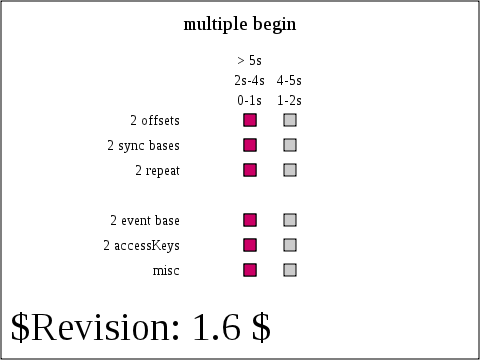 multiple begin
> 5s
2s-4s 4-5s
0-1s 1-2s
2 offsets
2 sync bases
2 repeat
2 event base
2 accessKeys
misc
$Revision: 1.6 $